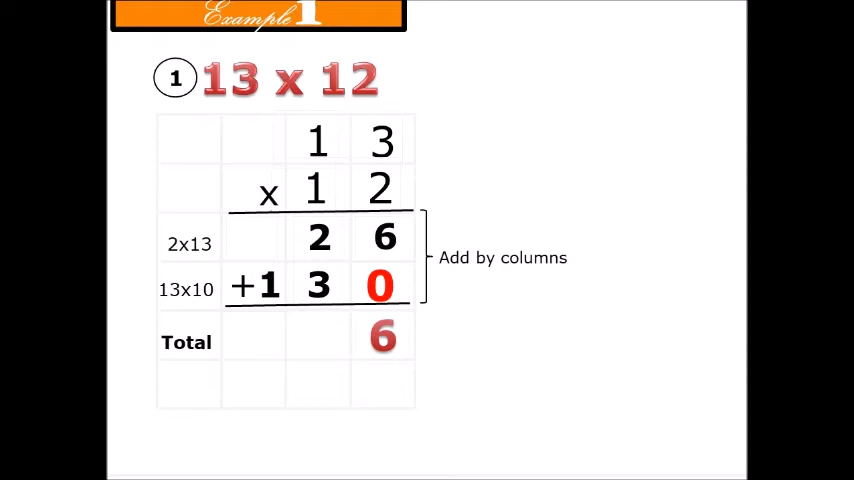 Example 1
1 13 x 12
1 3
x 1 2
2x13 2 6
Add by columns
13x10 +1 3 0
Total 6